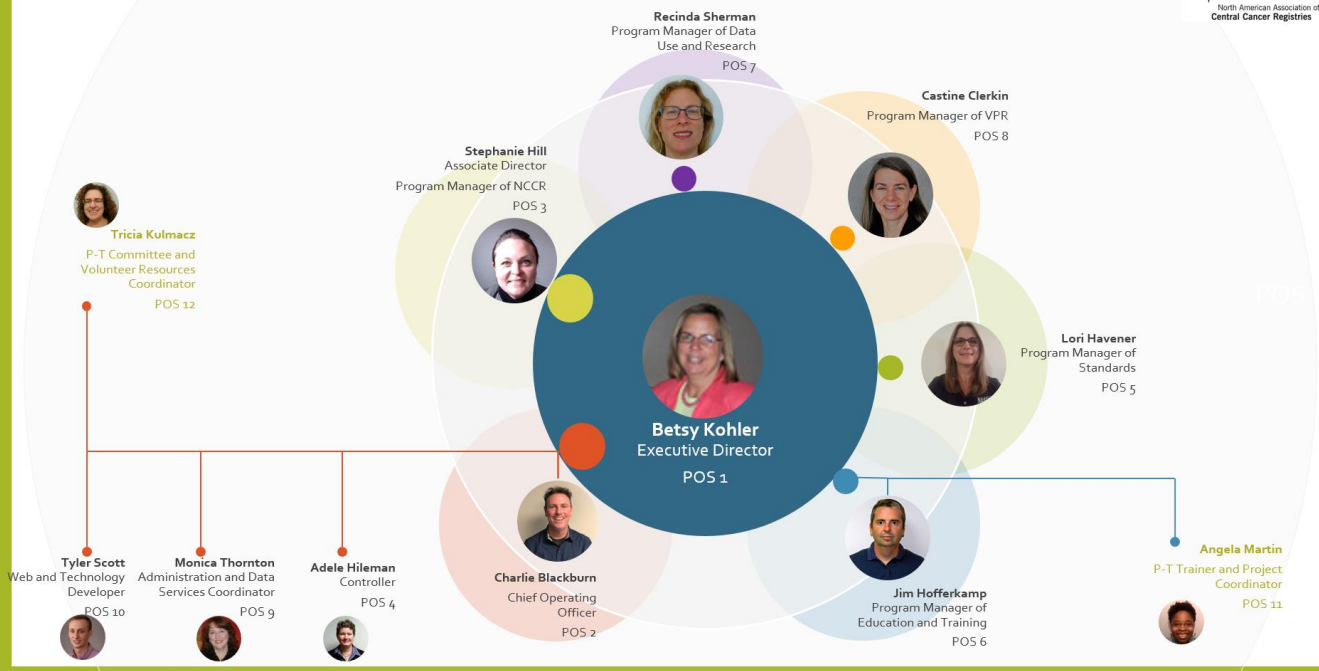 North American Association of
Central Cancer Registries
Recinda Sherman
Program Manager of Data
Use and Research
POS 7
Castine Clerkin
Program Manager of VPR
POS 8
Stephanie Hill
Associate Director
Program Manager of NCCR
POS 3
Tricia Kulmacz
P-T Committee and
Volunteer Resources
Coordinator
POS 12
POS
Lori Havener
Program Manager of
Standards
POS 5
Betsy Kohler
Executive Director
POS 1
Tyler Scott
Web and Technology
Developer
POS 10
Monica Thornton
Administration and Data
Services Coordinator
POS 9
Adele Hileman
Controller
POS 4
Charlie Blackburn
Chief Operating
Officer
POS 2
Jim Hofferkamp
Program Manager of
Education and Training
POS 6
Angela Martin
P-T Trainer and Project
Coordinator
POS 11